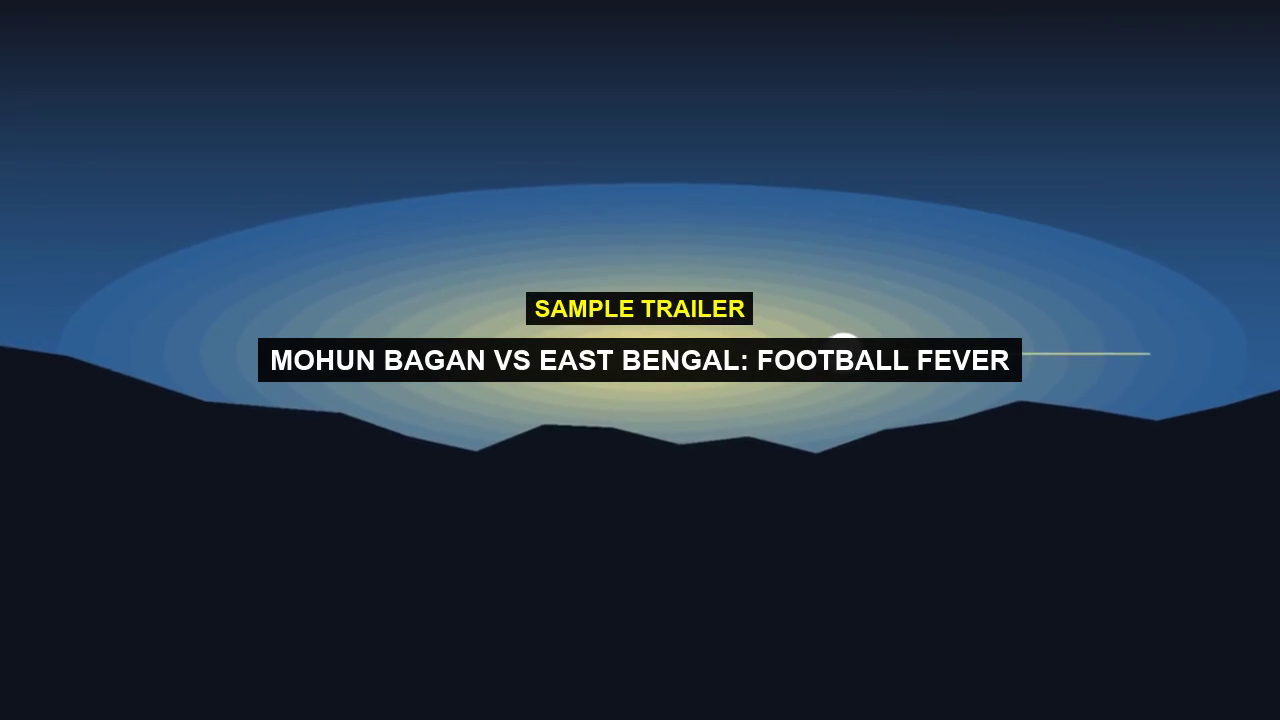 SAMPLE TRAILER
MOHUN BAGAN VS EAST BENGAL: FOOTBALL FEVER